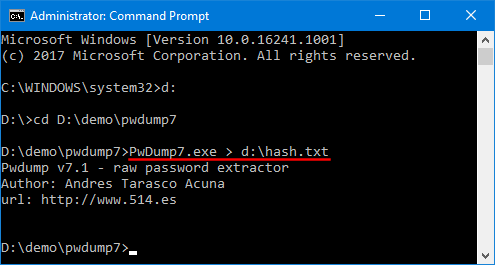 Administrator: Command Prompt
Microsoft Windows [Version 10.0.16241.1001]
(c) 2017 Microsoft Corporation. All rights reserved.
C:\WINDOWS\system32>d:
D:\>cd D:\demo\pwdump7
D:\demo\pwdump7>PwDump7.exe > d:\hash.txt
Pwdump v7.1 - raw password extractor
Author: Andres Tarasco Acuna
url: http://www.514.es
D:\demo\pwdump7>